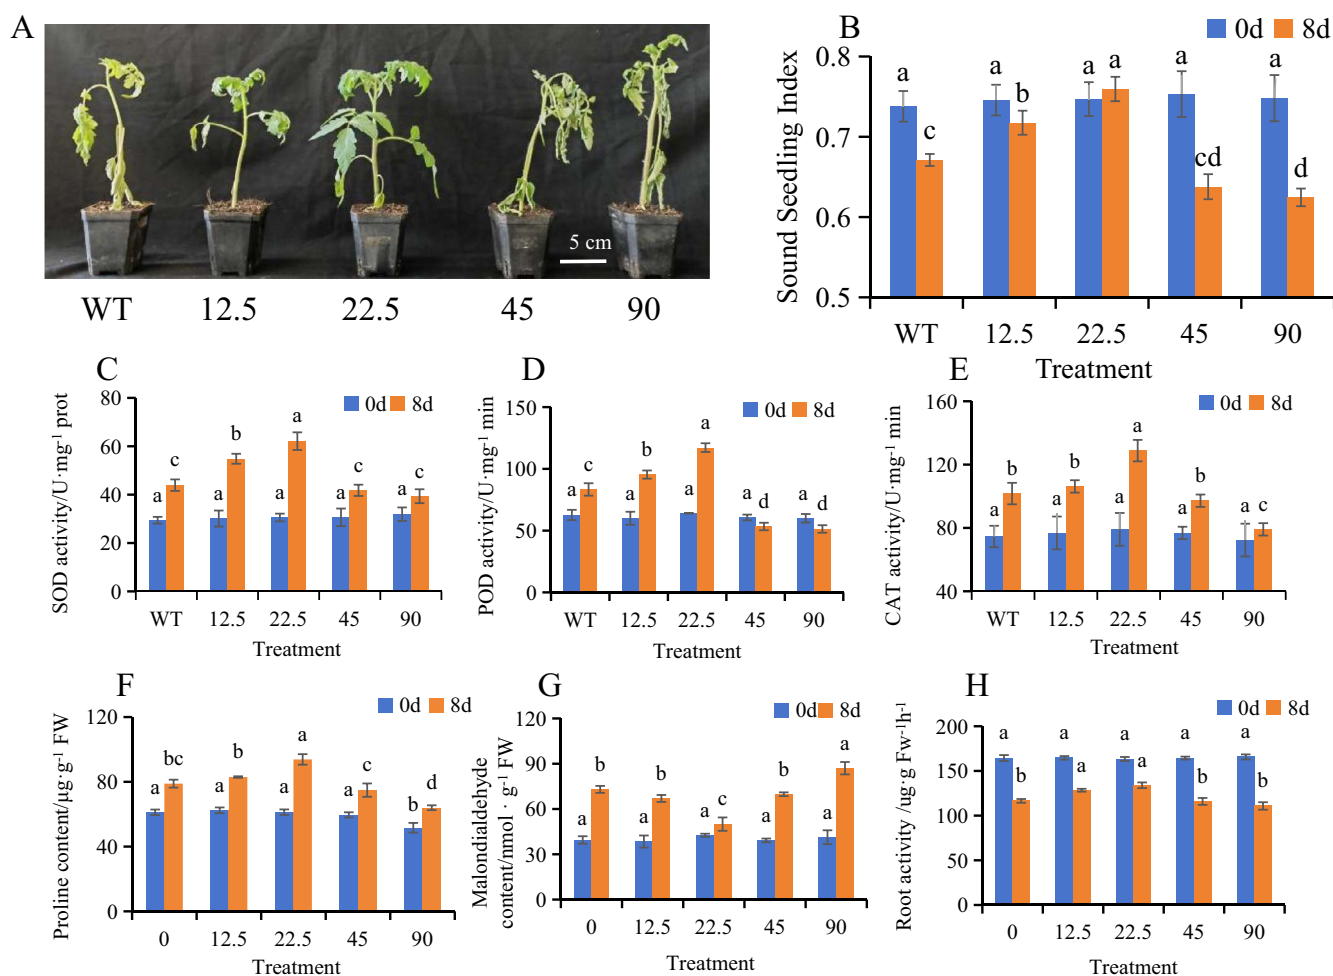 A
5 cm
WT 12.5 22.5 45 90
B
0d 8d
Sound Seedling Index
0.8
0.7
0.6
0.5
a c a b a a a cd a d
WT 12.5 22.5 45 90
Treatment
C
0d 8d
SOD activity/U·mg⁻¹ prot
80
60
40
20
0
a c a b a a a c a c
WT 12.5 22.5 45 90
Treatment
D
0d 8d
POD activity/U·mg⁻¹ min
150
100
50
0
a c a b a a a d a d
WT 12.5 22.5 45 90
Treatment
E
0d 8d
CAT activity/U·mg⁻¹ min
160
120
80
40
a b a b a a a b a c
WT 12.5 22.5 45 90
Treatment
F
0d 8d
Proline content/μg·g⁻¹ FW
120
80
40
0
a bc a b a a a c b d
0 12.5 22.5 45 90
Treatment
G
0d 8d
Malondialdehyde
content/nmol · g⁻¹ FW
120
90
60
30
0
a b a b a c a b a a
0 12.5 22.5 45 90
Treatment
H
0d 8d
Root activity /ug·g Fw⁻¹h⁻¹
200
150
100
50
0
a b a a a a a b a b
0 12.5 22.5 45 90
Treatment